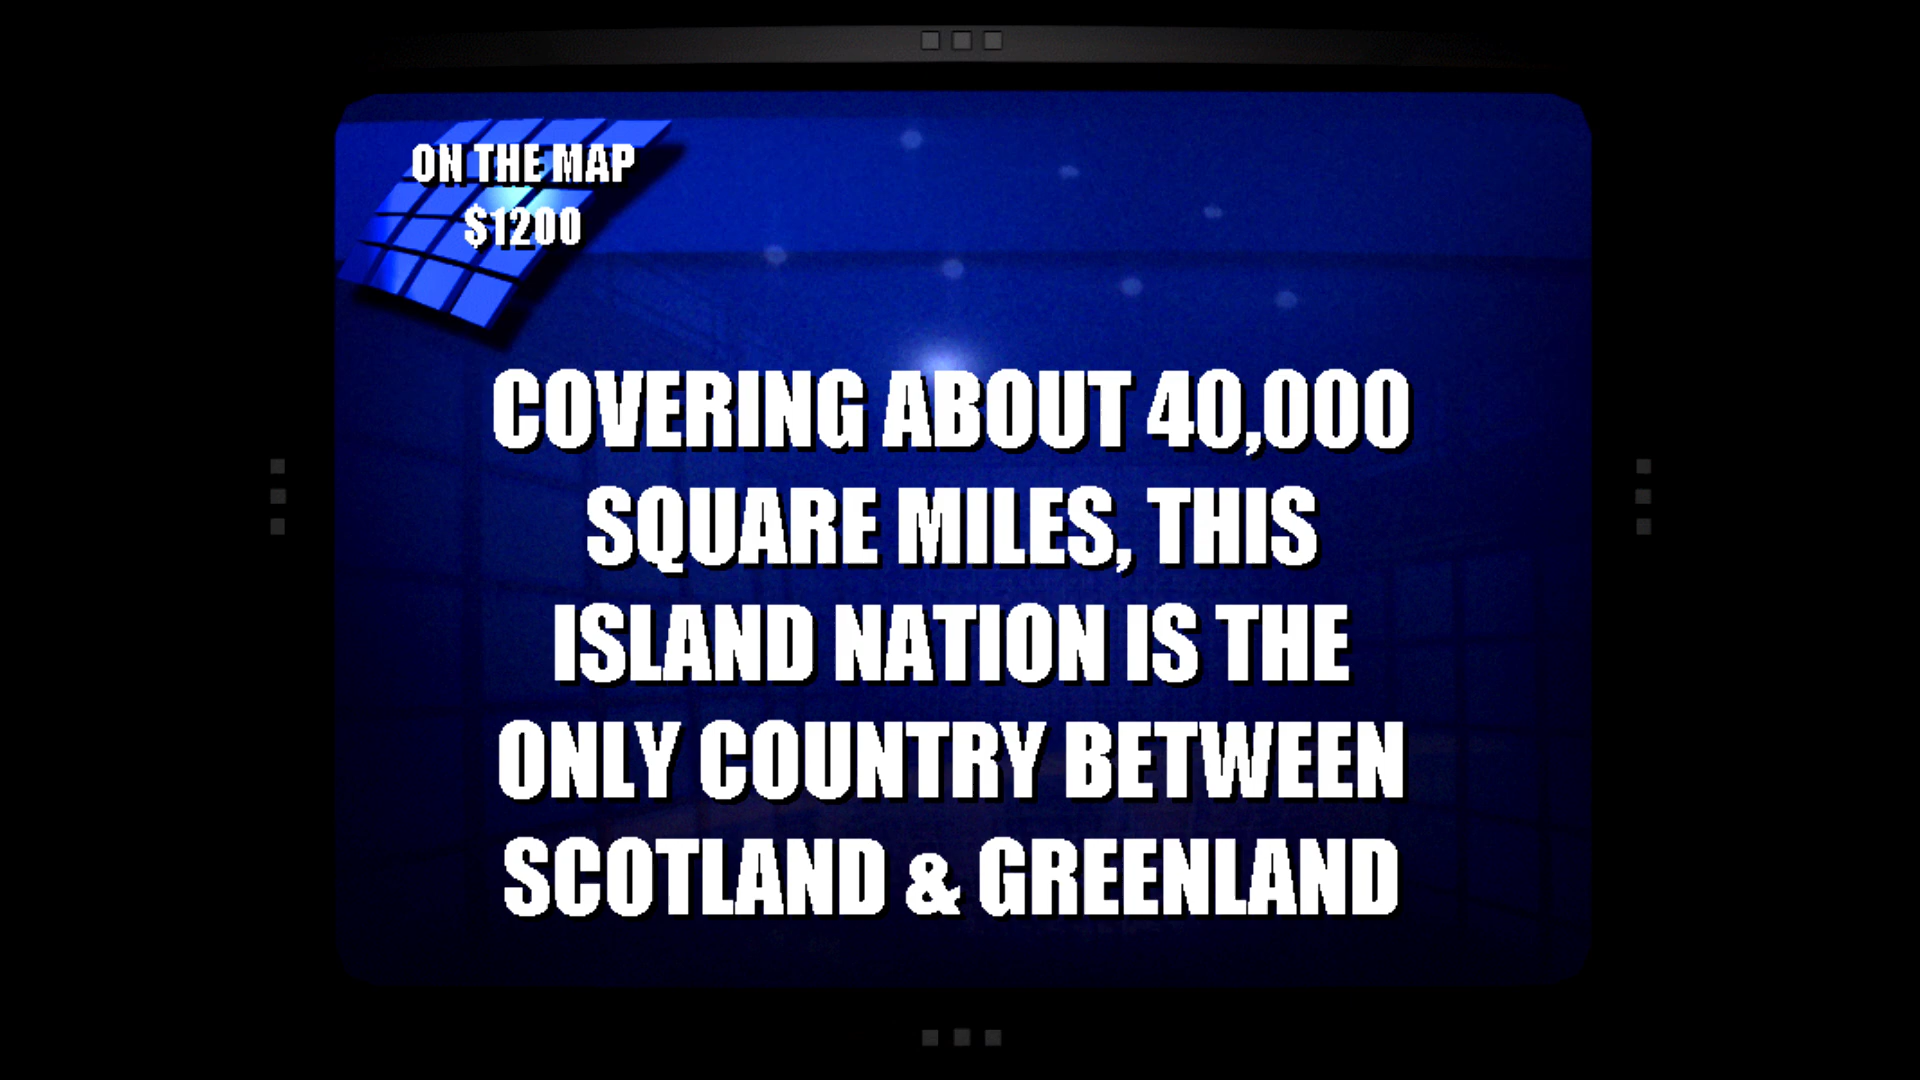 ON THE MAP
$1200
COVERING ABOUT 40,000
SQUARE MILES, THIS
ISLAND NATION IS THE
ONLY COUNTRY BETWEEN
SCOTLAND & GREENLAND